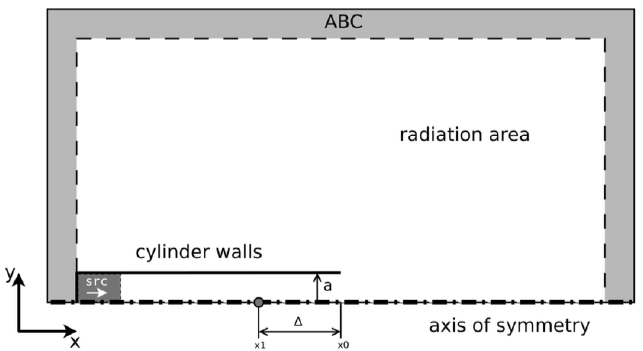 ABC
radiation area
cylinder walls
src
a
y
x
Δ
x1
x0
axis of symmetry